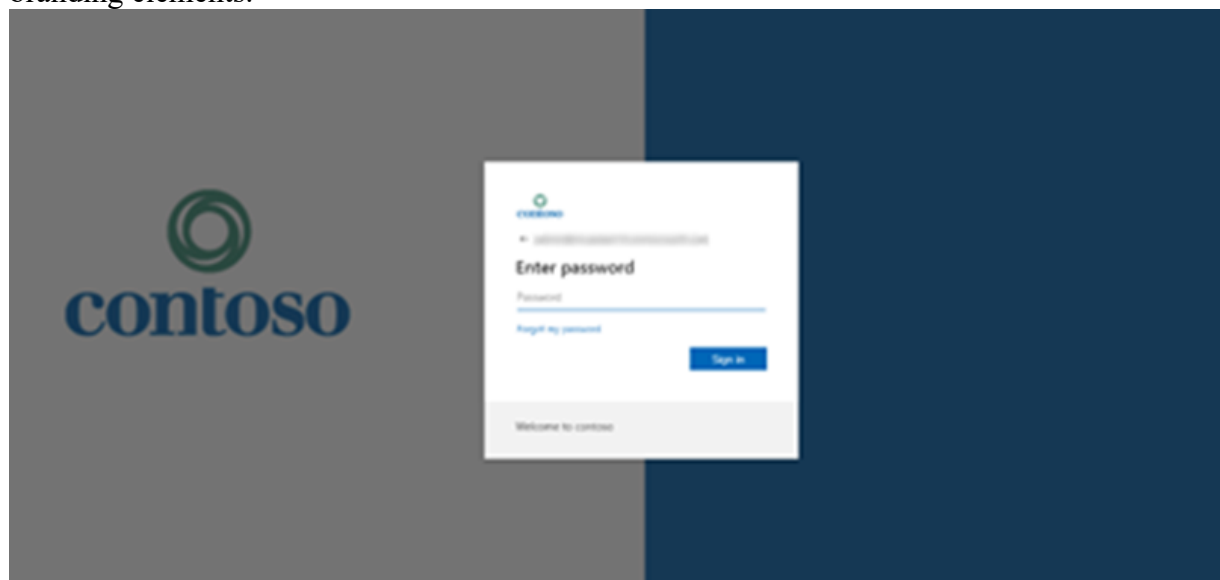 branding elements.
contoso
contoso
←
Enter password
Password
Forgot my password
Sign in
Welcome to contoso